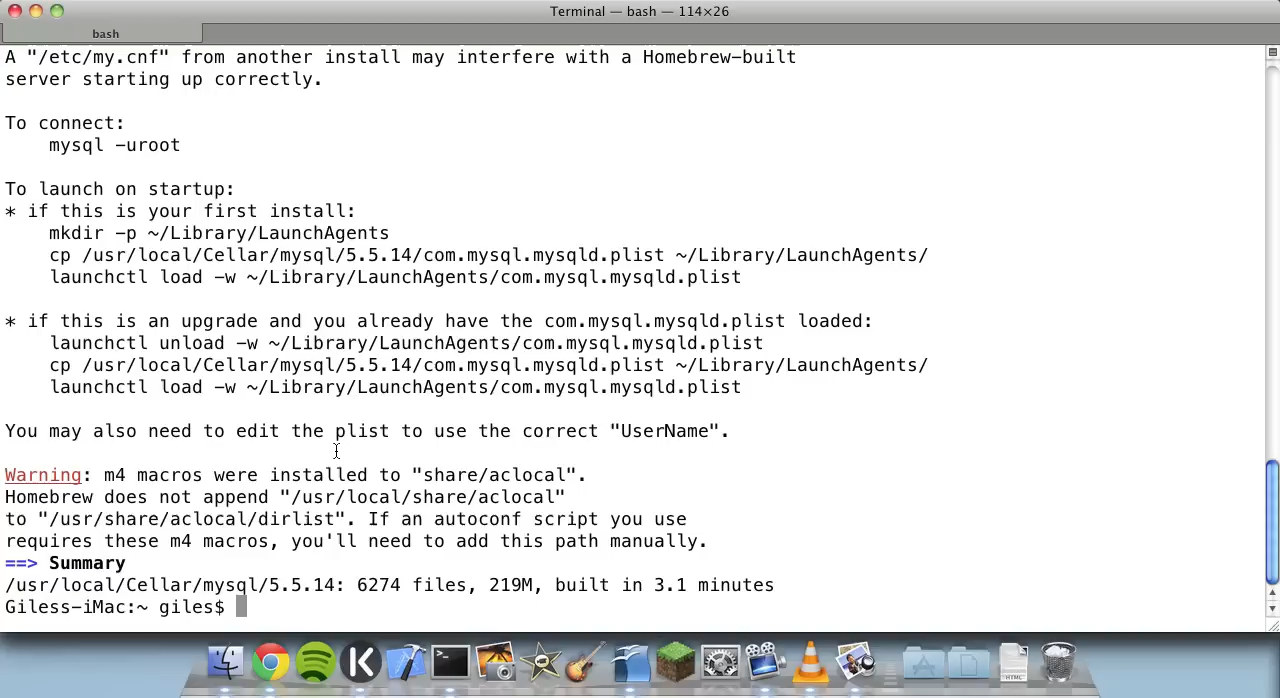 Terminal — bash — 114×26
bash
A "/etc/my.cnf" from another install may interfere with a Homebrew-built
server starting up correctly.
To connect:
    mysql -uroot
To launch on startup:
* if this is your first install:
    mkdir -p ~/Library/LaunchAgents
    cp /usr/local/Cellar/mysql/5.5.14/com.mysql.mysqld.plist ~/Library/LaunchAgents/
    launchctl load -w ~/Library/LaunchAgents/com.mysql.mysqld.plist
* if this is an upgrade and you already have the com.mysql.mysqld.plist loaded:
    launchctl unload -w ~/Library/LaunchAgents/com.mysql.mysqld.plist
    cp /usr/local/Cellar/mysql/5.5.14/com.mysql.mysqld.plist ~/Library/LaunchAgents/
    launchctl load -w ~/Library/LaunchAgents/com.mysql.mysqld.plist
You may also need to edit the plist to use the correct "UserName".
Warning: m4 macros were installed to "share/aclocal".
Homebrew does not append "/usr/local/share/aclocal"
to "/usr/share/aclocal/dirlist". If an autoconf script you use
requires these m4 macros, you'll need to add this path manually.
==> Summary
/usr/local/Cellar/mysql/5.5.14: 6274 files, 219M, built in 3.1 minutes
Giless-iMac:~ giles$
K
>_
HTML